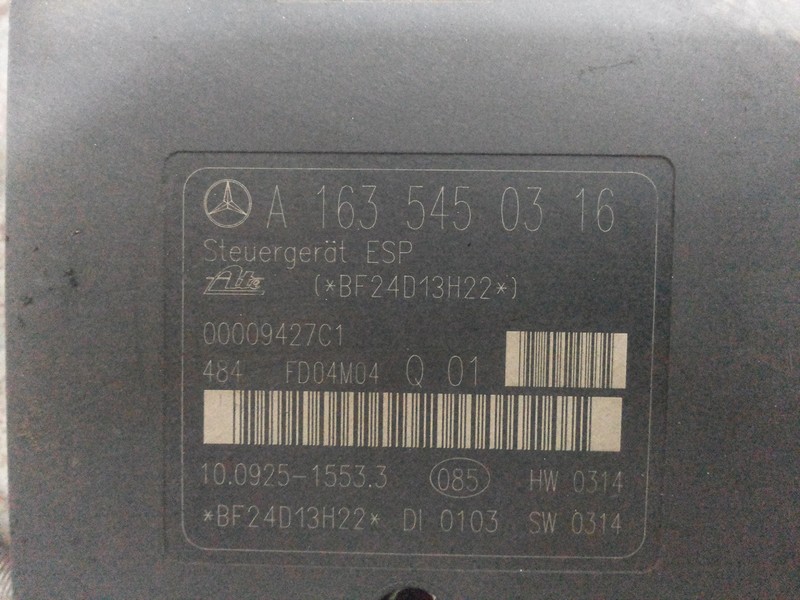 A 163 545 03 16
Steuergerät ESP
Ate (*BF24D13H22*)
00009427C1
484 FD04M04 Q 01
10.0925-1553.3 085 HW 0314
*BF24D13H22* DI 0103 SW 0314